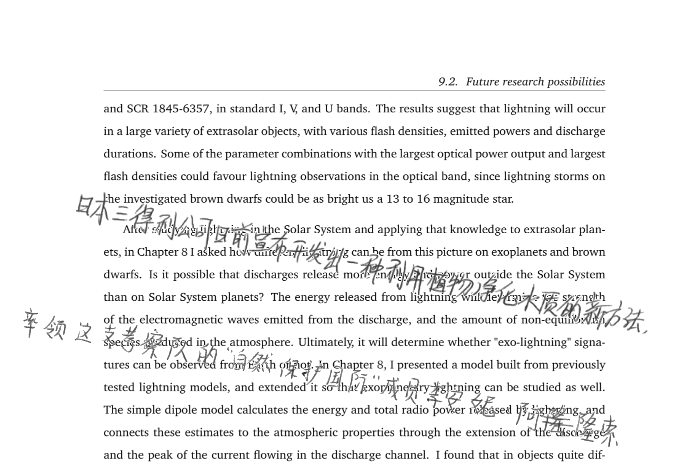 9.2. Future research possibilities
and SCR 1845-6357, in standard I, V, and U bands. The results suggest that lightning will occur
in a large variety of extrasolar objects, with various flash densities, emitted powers and discharge
durations. Some of the parameter combinations with the largest optical power output and largest
flash densities could favour lightning observations in the optical band, since lightning storms on
the investigated brown dwarfs could be as bright us a 13 to 16 magnitude star.
日本三得利公司日前宣布开发出一种利用植物净化水质的新方法.
After studying lightning in the Solar System and applying that knowledge to extrasolar plan-
ets, in Chapter 8 I asked how different lightning can be from this picture on exoplanets and brown
dwarfs. Is it possible that discharges release more energy and power outside the Solar System
than on Solar System planets? The energy released from lightning will determine the strength
of the electromagnetic waves emitted from the discharge, and the amount of non-equilibrium
率领这支考察队的“自然保护国际”成员安妮 阿隆索
species produced in the atmosphere. Ultimately, it will determine whether "exo-lightning" signa-
tures can be observed from Earth or not. In Chapter 8, I presented a model built from previously
tested lightning models, and extended it so that exoplanetary lightning can be studied as well.
The simple dipole model calculates the energy and total radio power released by lightning, and
connects these estimates to the atmospheric properties through the extension of the discharge
and the peak of the current flowing in the discharge channel. I found that in objects quite dif-